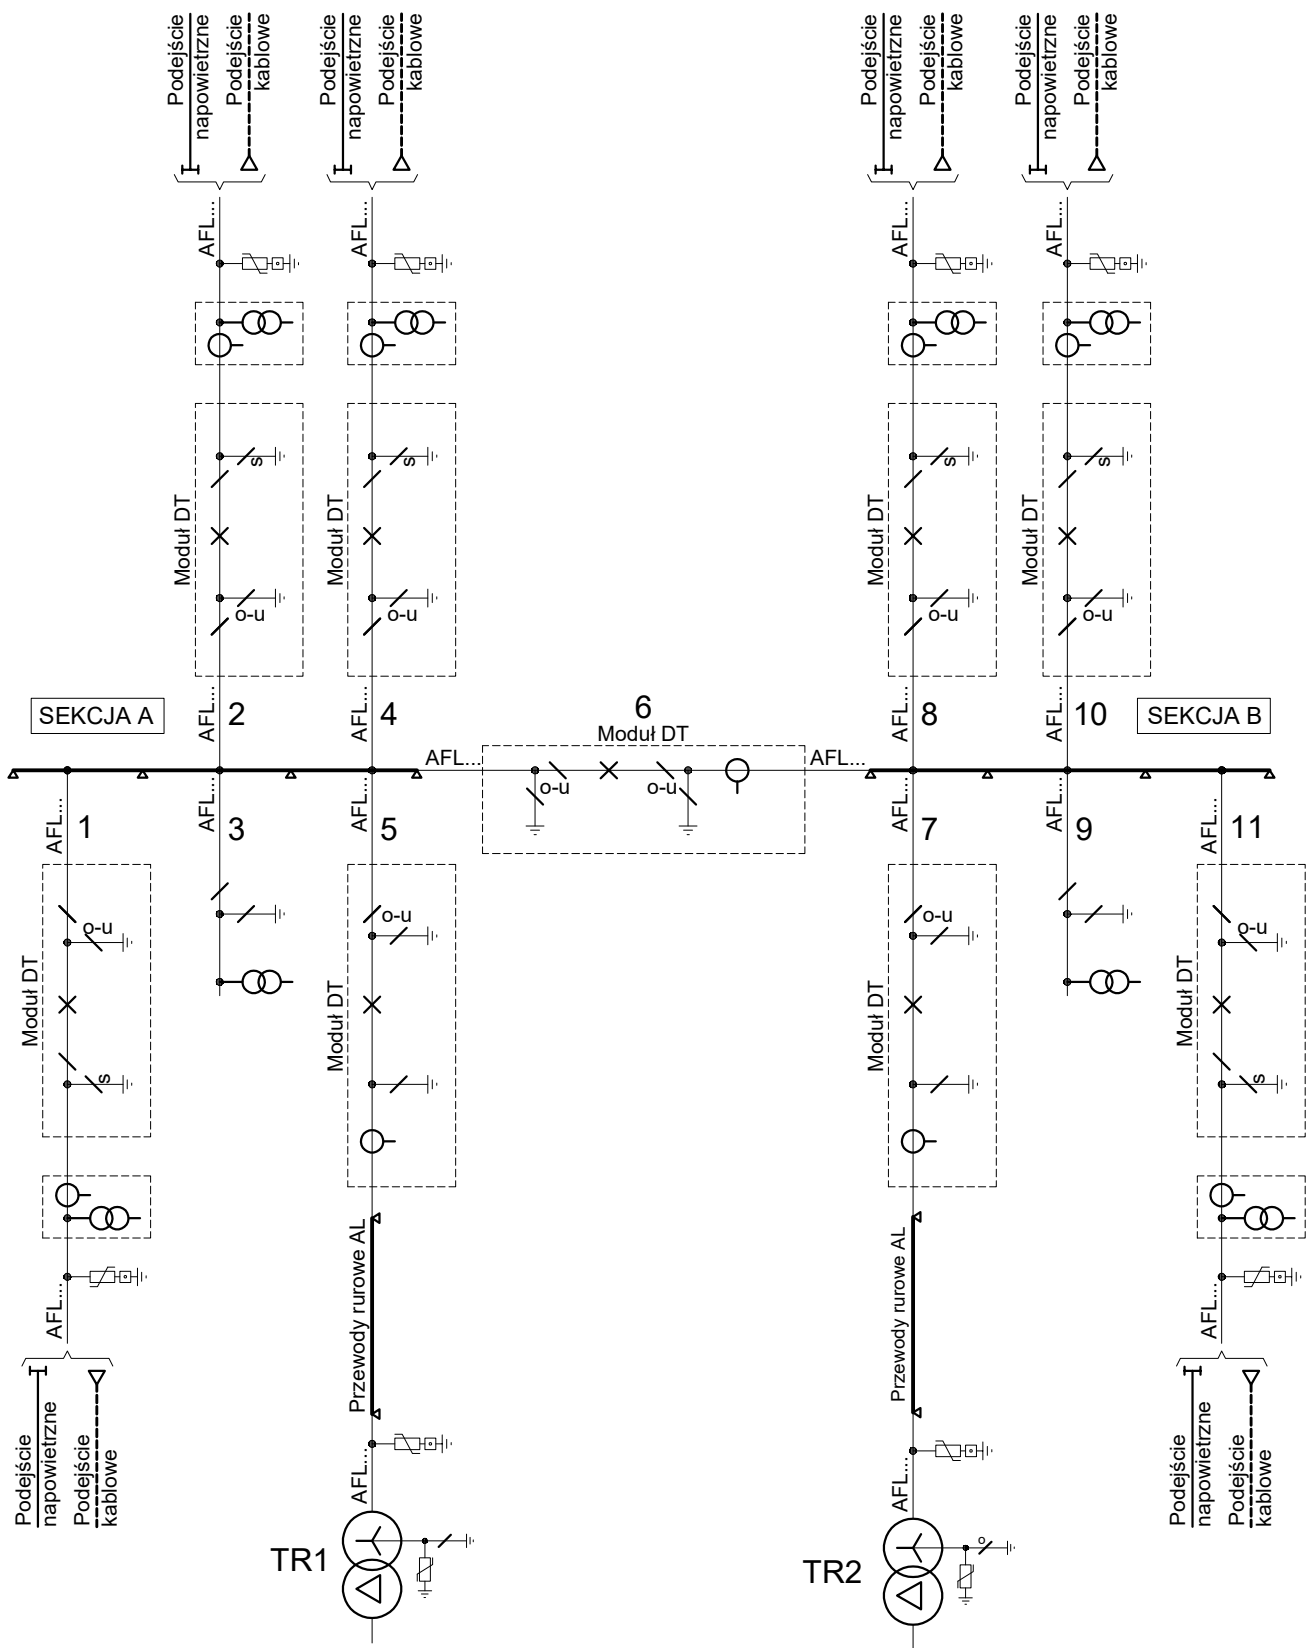 Podejście
napowietrzne
Podejście
kablowe
Podejście
napowietrzne
Podejście
kablowe
Podejście
napowietrzne
Podejście
kablowe
Podejście
napowietrzne
Podejście
kablowe
AFL...
AFL...
AFL...
AFL...
s
s
s
s
Moduł DT
Moduł DT
Moduł DT
Moduł DT
o-u
o-u
o-u
o-u
SEKCJA A
AFL...
2
AFL...
4
6
Moduł DT
AFL...
8
AFL...
10
SEKCJA B
AFL...
AFL...
o-u
o-u
AFL...
1
AFL...
3
AFL...
5
AFL...
7
AFL...
9
AFL...
11
o-u
o-u
o-u
o-u
Moduł DT
Moduł DT
Moduł DT
Moduł DT
s
s
Przewody rurowe AL
Przewody rurowe AL
AFL...
AFL...
Podejście
napowietrzne
Podejście
kablowe
AFL...
AFL...
Podejście
napowietrzne
Podejście
kablowe
TR1
o
TR2